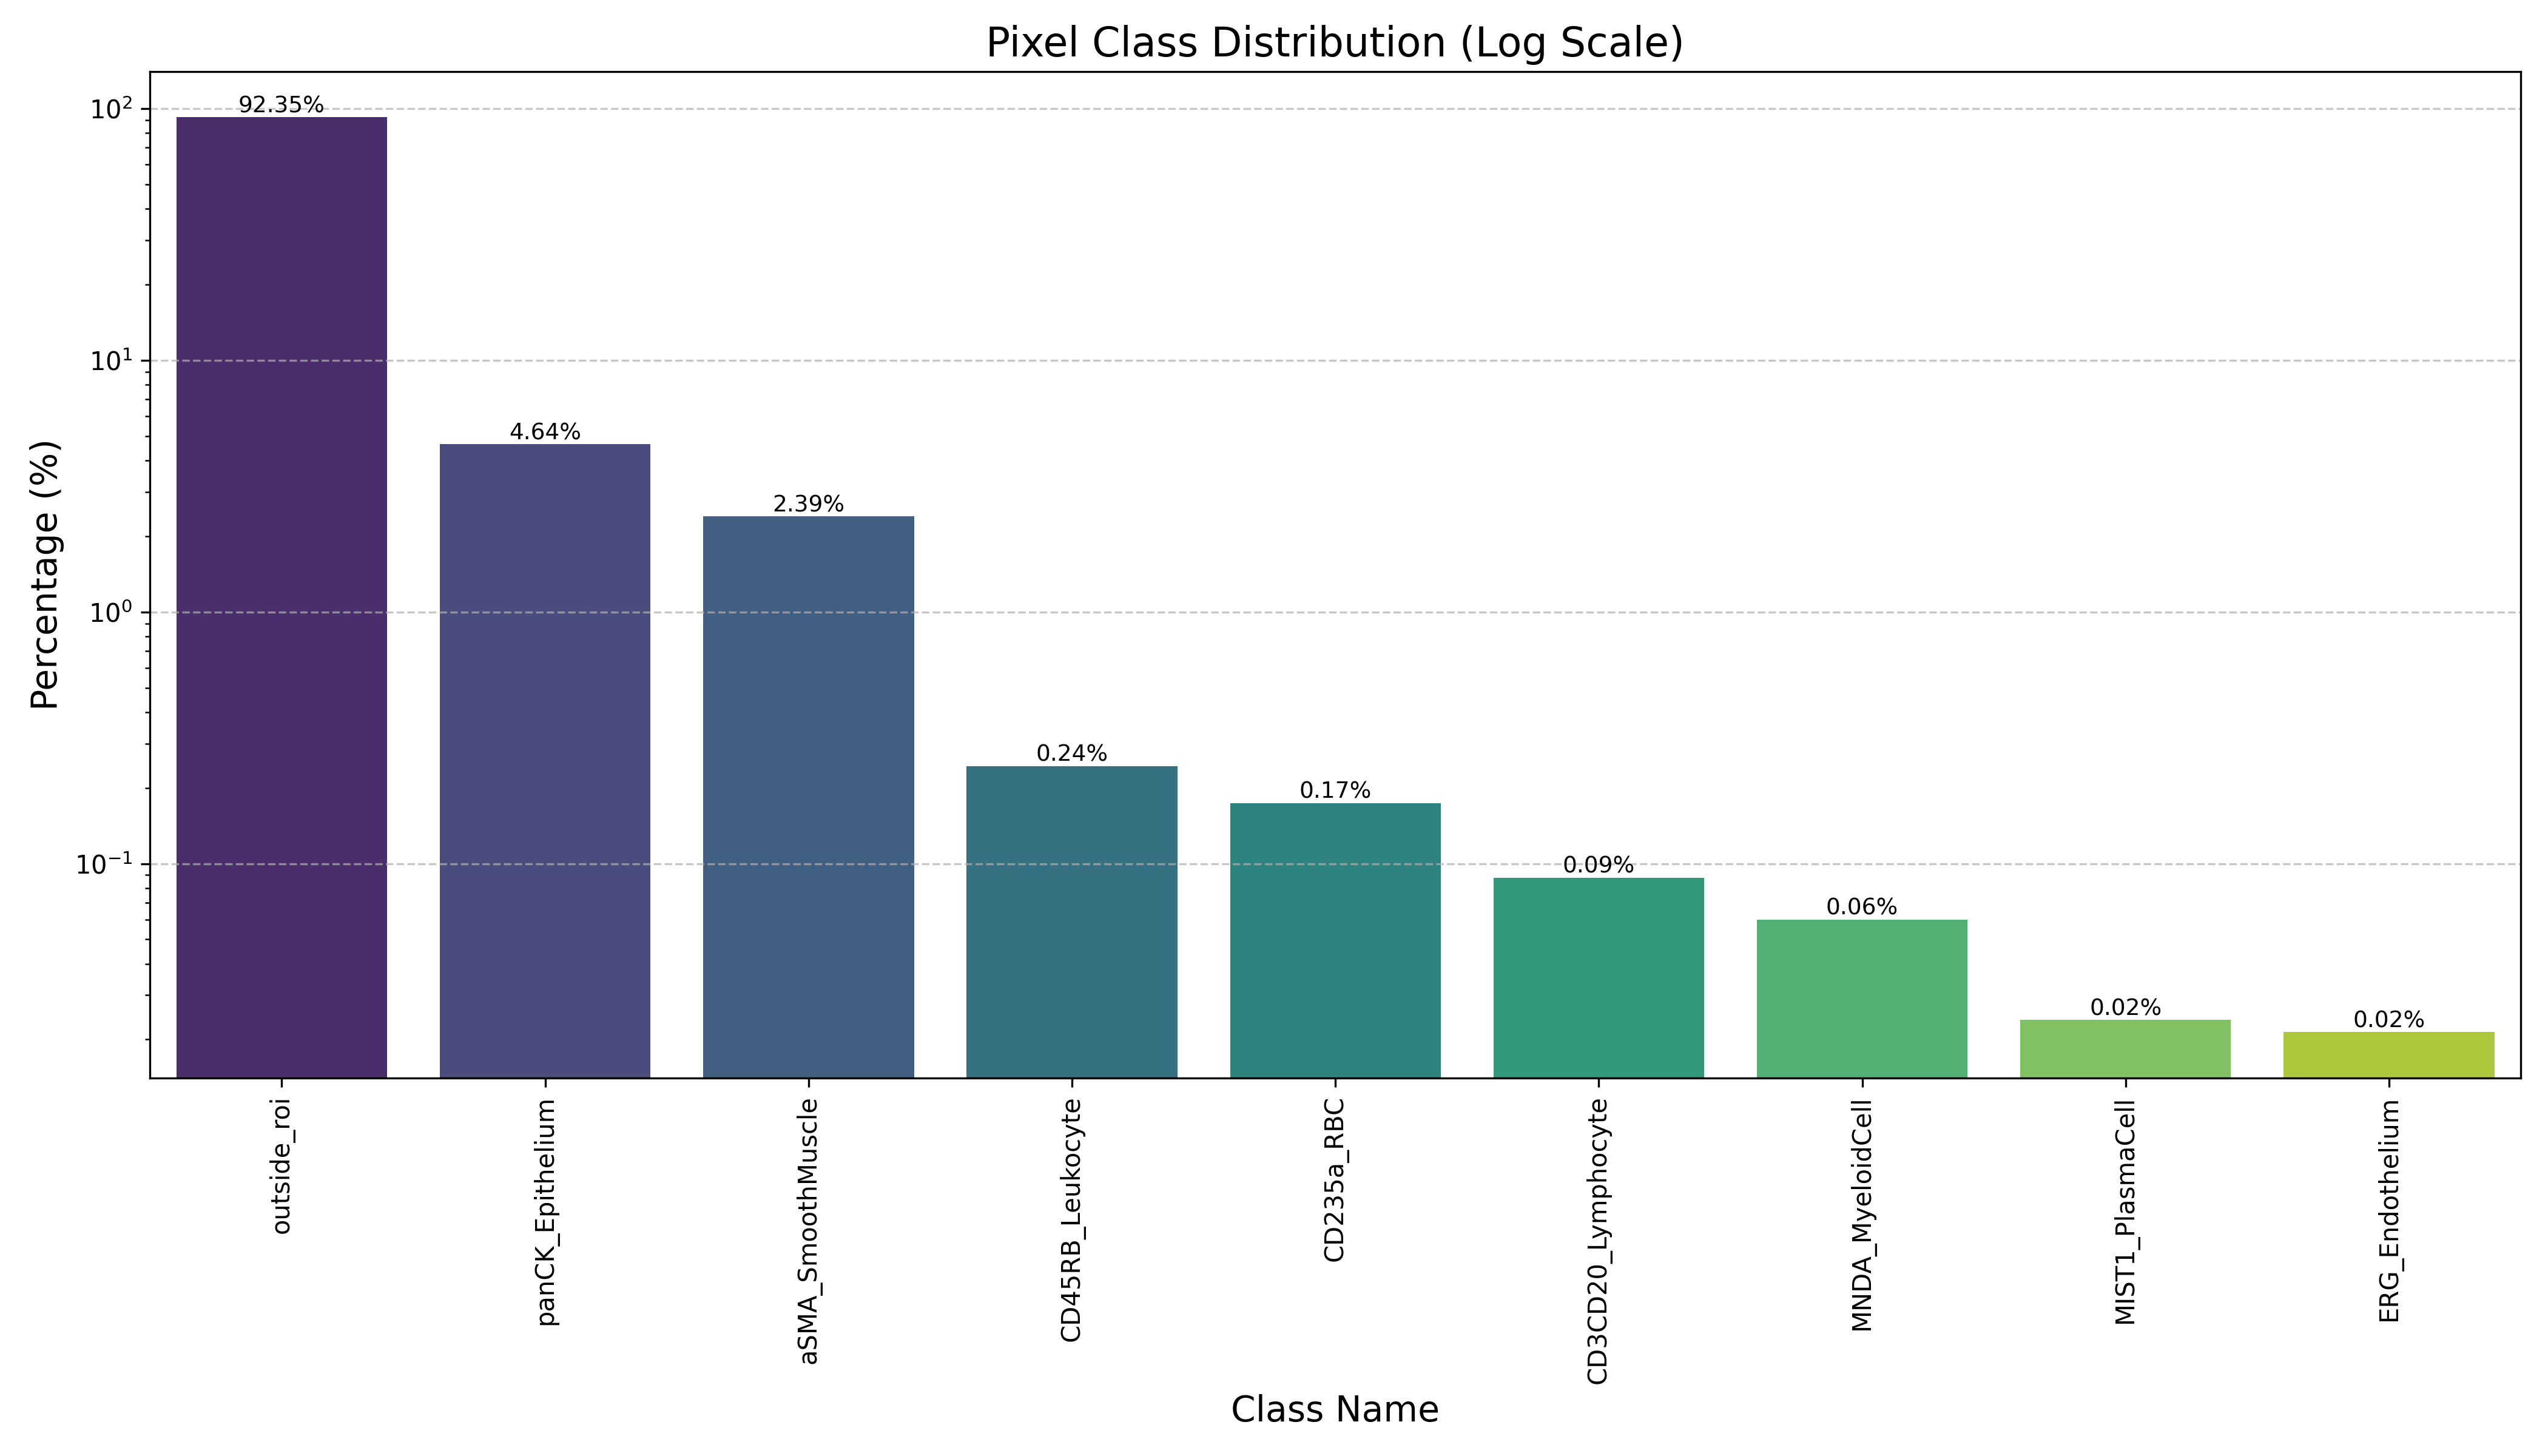 Pixel Class Distribution (Log Scale)
Percentage (%)
10²
10¹
10⁰
10⁻¹
92.35%
4.64%
2.39%
0.24%
0.17%
0.09%
0.06%
0.02%
0.02%
outside_roi
panCK_Epithelium
aSMA_SmoothMuscle
CD45RB_Leukocyte
CD235a_RBC
CD3CD20_Lymphocyte
MNDA_MyeloidCell
MIST1_PlasmaCell
ERG_Endothelium
Class Name